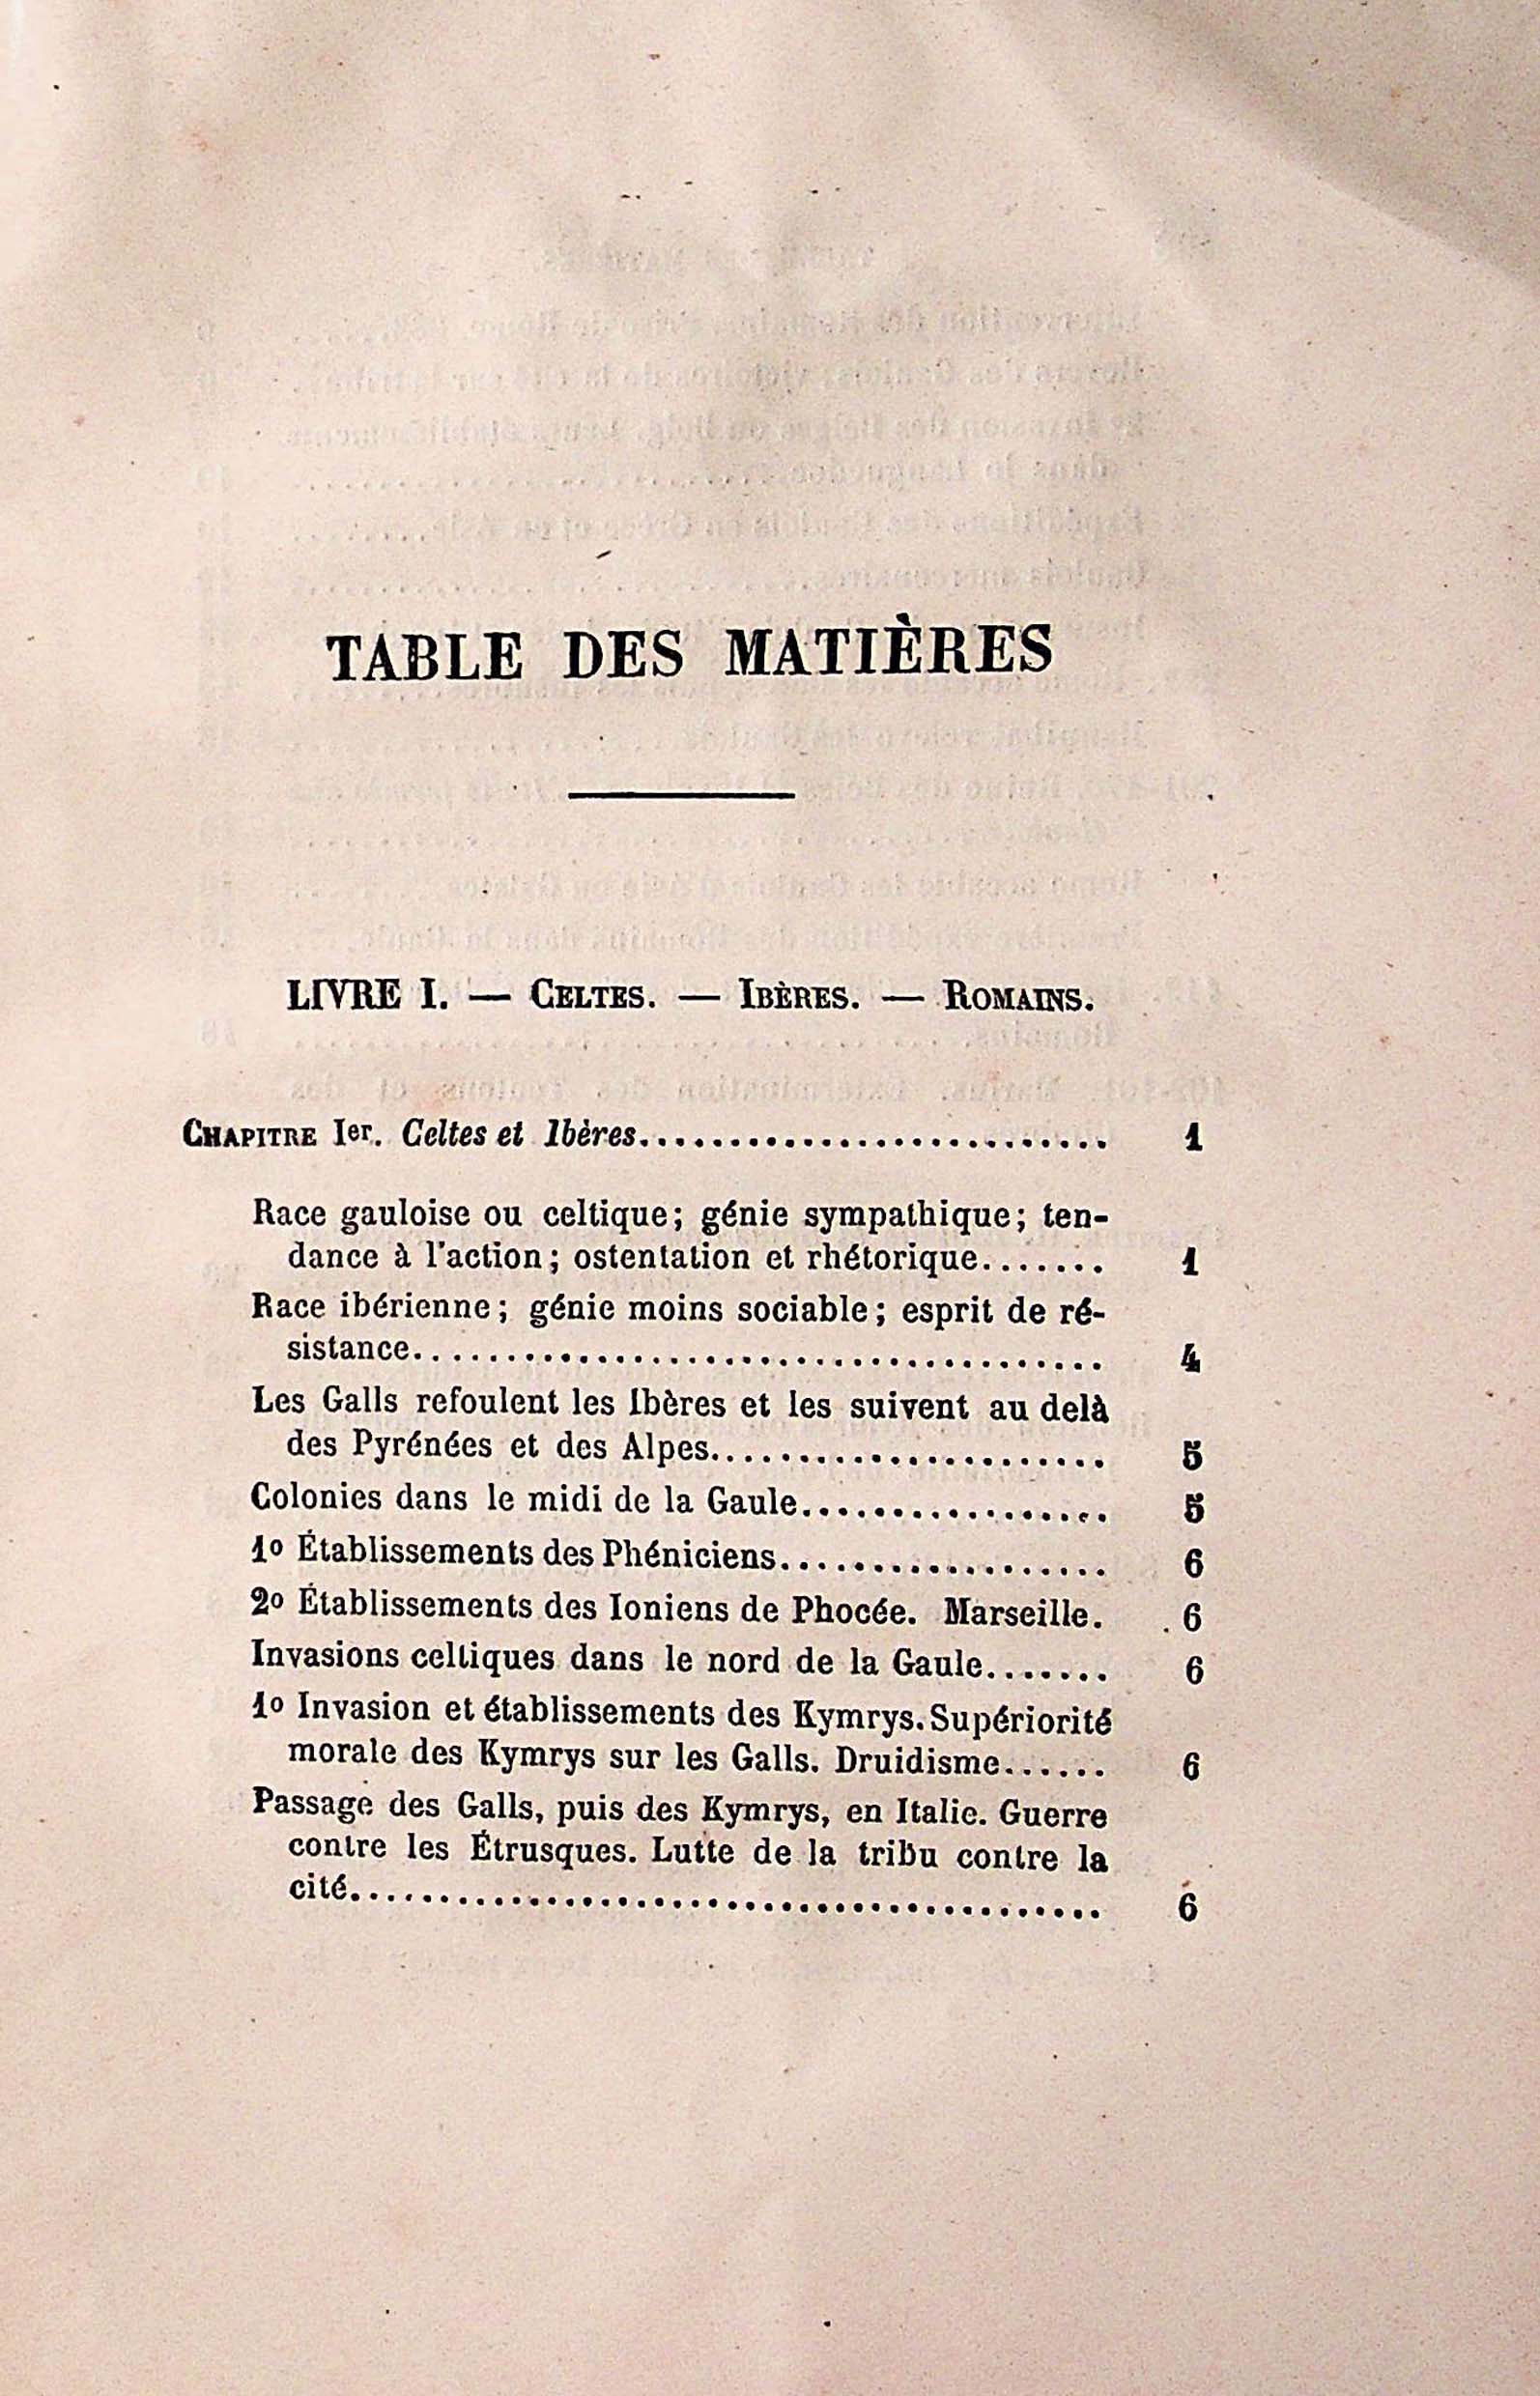 TABLE DES MATIÈRES
LIVRE I. — CELTES. — IBÈRES. — ROMAINS.
CHAPITRE Ier. Celtes et Ibères.......................... 1
Race gauloise ou celtique; génie sympathique; ten-
dance à l'action; ostentation et rhétorique....... 1
Race ibérienne; génie moins sociable; esprit de ré-
sistance....................................... 4
Les Galls refoulent les Ibères et les suivent au delà
des Pyrénées et des Alpes...................... 5
Colonies dans le midi de la Gaule................. 5
1o Établissements des Phéniciens.................. 6
2o Établissements des Ioniens de Phocée. Marseille. 6
Invasions celtiques dans le nord de la Gaule....... 6
1o Invasion et établissements des Kymrys. Supériorité
morale des Kymrys sur les Galls. Druidisme...... 6
Passage des Galls, puis des Kymrys, en Italie. Guerre
contre les Étrusques. Lutte de la tribu contre la
cité.......................................... 6